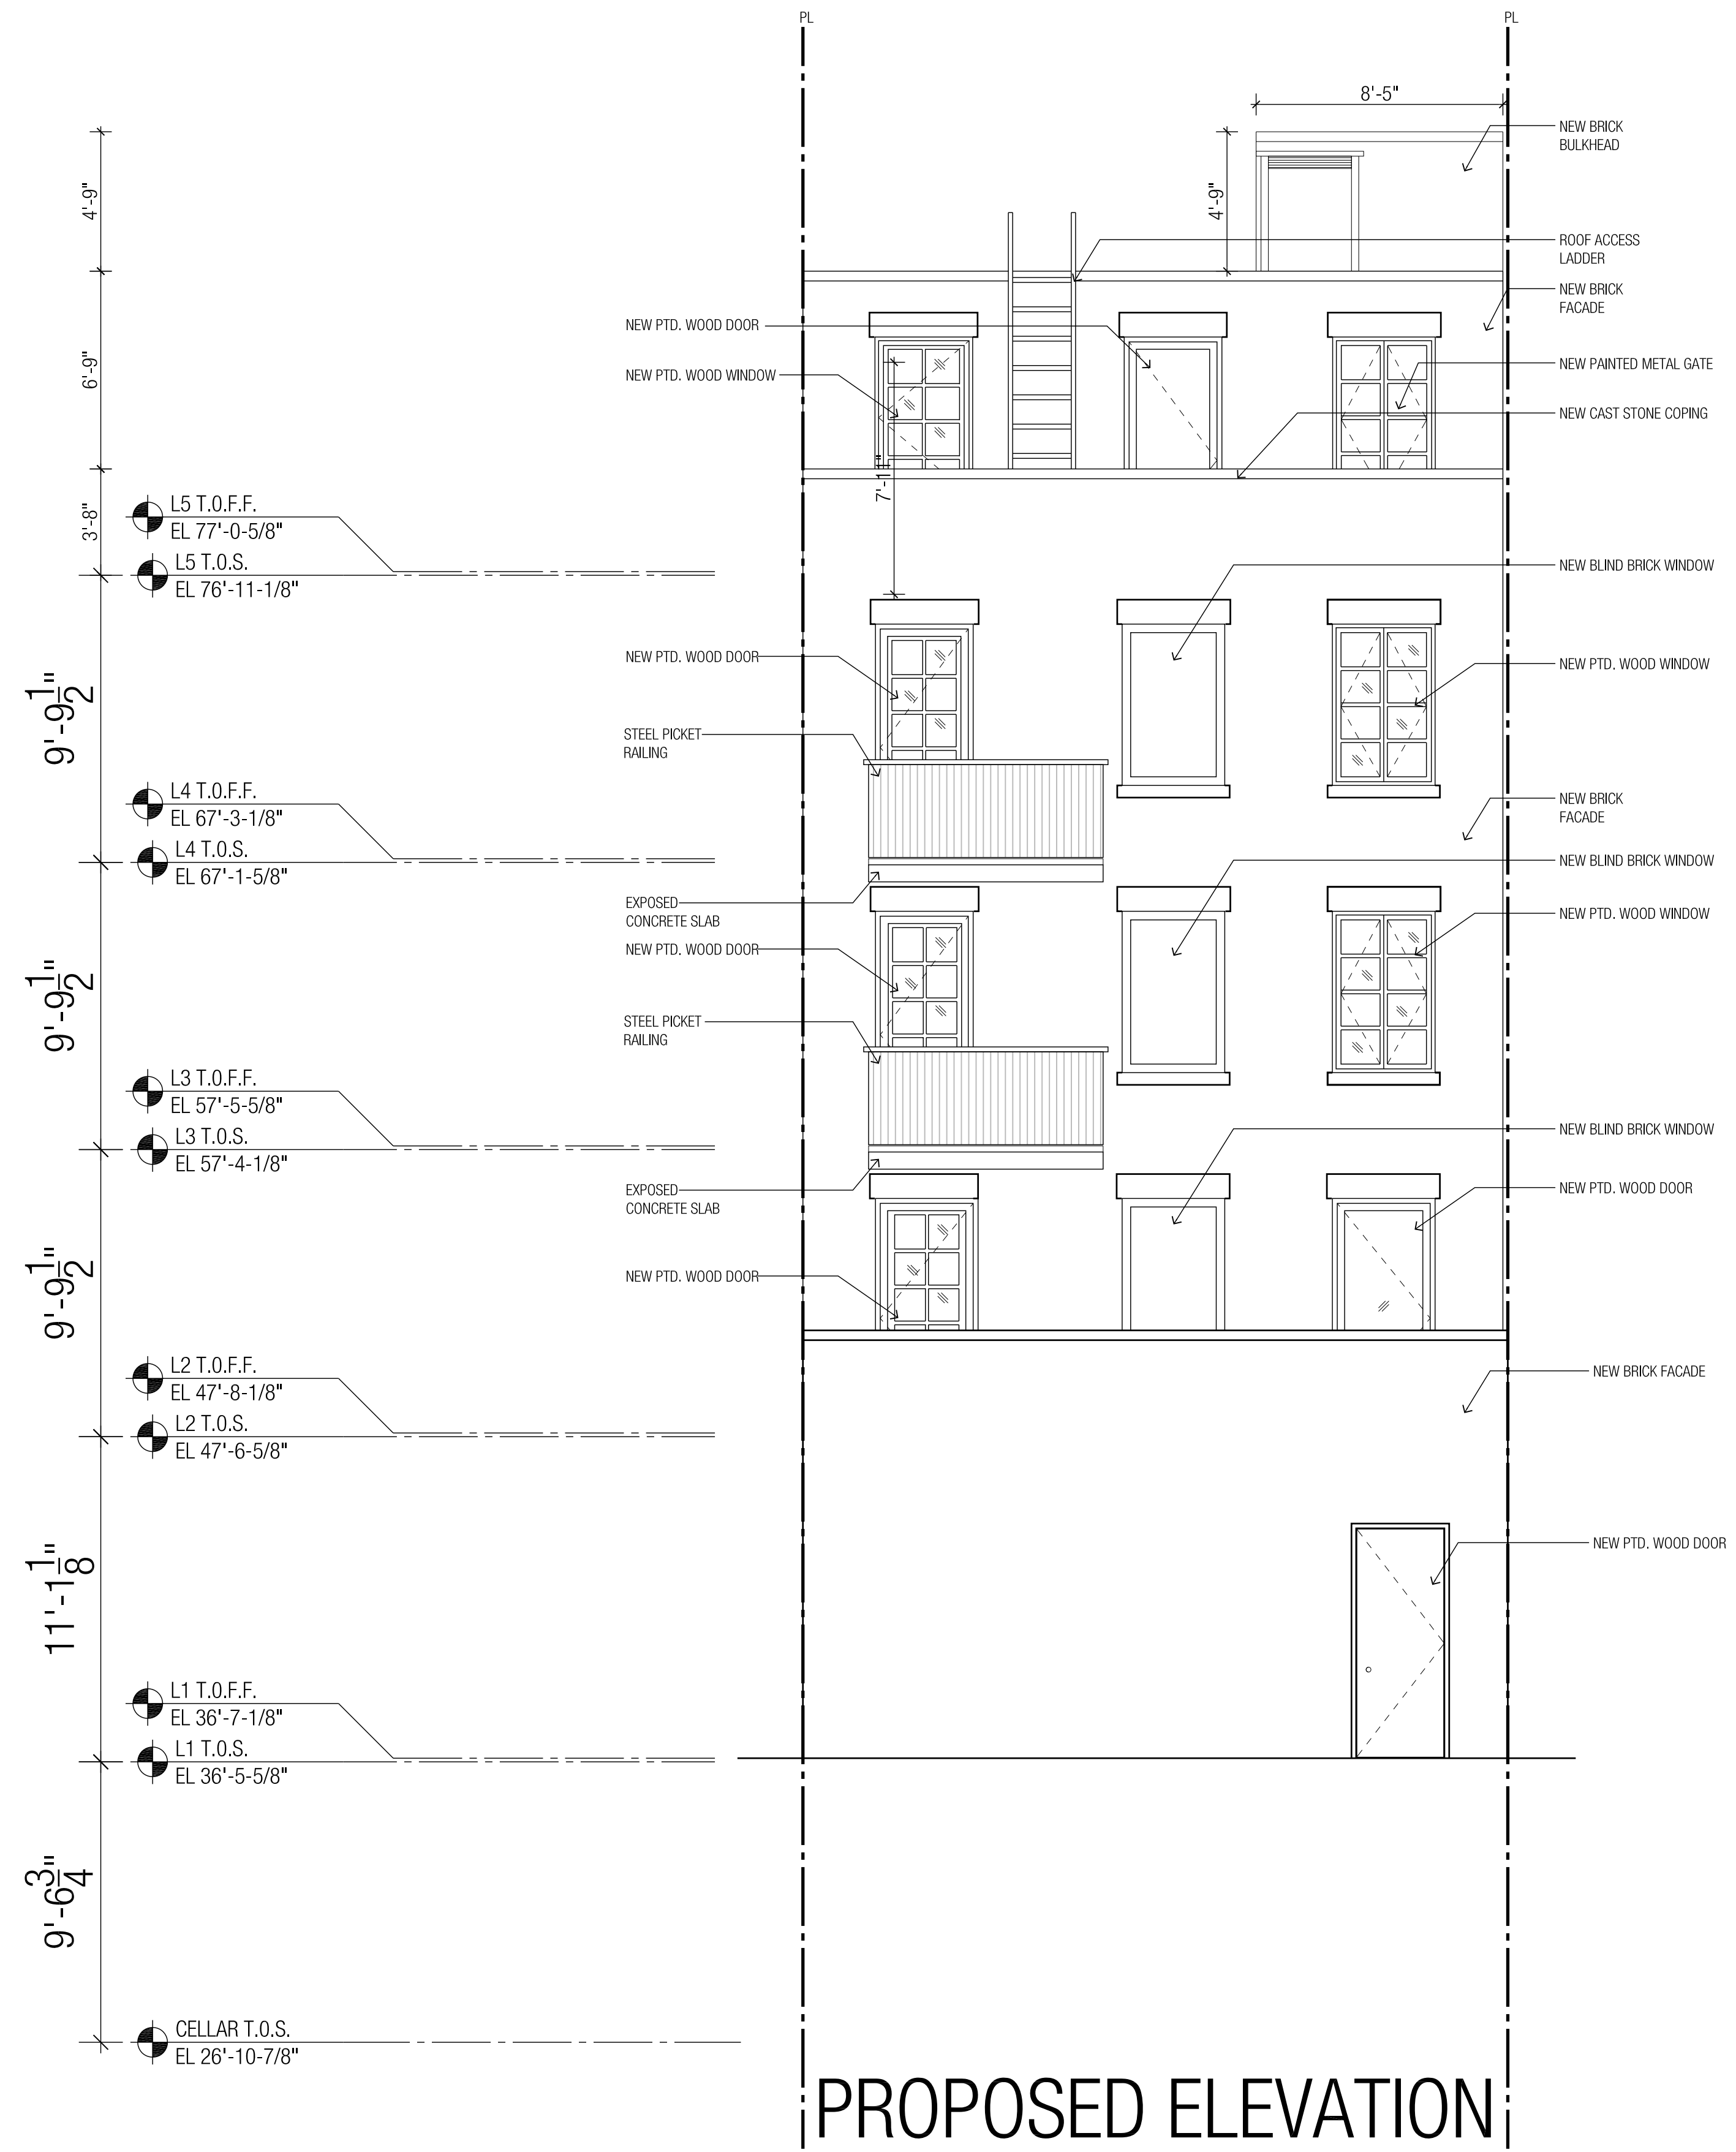 PL
PL
8'-5"
NEW BRICK
BULKHEAD
4'-9"
4'-9"
ROOF ACCESS
LADDER
NEW BRICK
FACADE
NEW PTD. WOOD DOOR
6'-9"
NEW PAINTED METAL GATE
NEW PTD. WOOD WINDOW
NEW CAST STONE COPING
7'-11"
3'-8"
L5 T.O.F.F.
EL 77'-0-5/8"
L5 T.O.S.
EL 76'-11-1/8"
NEW BLIND BRICK WINDOW
NEW PTD. WOOD DOOR
NEW PTD. WOOD WINDOW
9'-9 1/2"
STEEL PICKET
RAILING
L4 T.O.F.F.
EL 67'-3-1/8"
NEW BRICK
FACADE
L4 T.O.S.
EL 67'-1-5/8"
NEW BLIND BRICK WINDOW
EXPOSED
CONCRETE SLAB
NEW PTD. WOOD WINDOW
NEW PTD. WOOD DOOR
9'-9 1/2"
STEEL PICKET
RAILING
L3 T.O.F.F.
EL 57'-5-5/8"
L3 T.O.S.
EL 57'-4-1/8"
NEW BLIND BRICK WINDOW
EXPOSED
CONCRETE SLAB
NEW PTD. WOOD DOOR
9'-9 1/2"
NEW PTD. WOOD DOOR
L2 T.O.F.F.
EL 47'-8-1/8"
NEW BRICK FACADE
L2 T.O.S.
EL 47'-6-5/8"
NEW PTD. WOOD DOOR
11'-1 1/8"
L1 T.O.F.F.
EL 36'-7-1/8"
L1 T.O.S.
EL 36'-5-5/8"
9'-6 3/4"
CELLAR T.O.S.
EL 26'-10-7/8"
PROPOSED ELEVATION